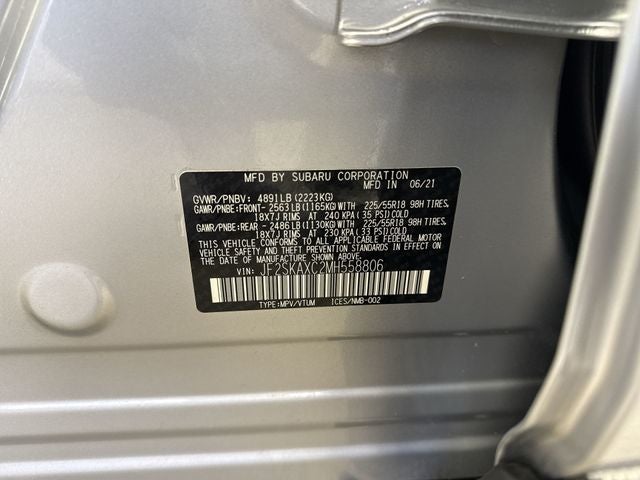 MFD BY SUBARU CORPORATION
MFD IN 06/21
GVWR/PNBV: 4891LB(2223KG)
GAWR/PNBE:FRONT- 2563LB(1165KG)WITH 225/55R18 98H TIRES
18X7J RIMS AT 240 KPA(35 PSI)COLD
GAWR/PNBE:REAR - 2486LB(1130KG)WITH 225/55R18 98H TIRES
18X7J RIMS AT 230 KPA(33 PSI)COLD
THIS VEHICLE CONFORMS TO ALL APPLICABLE FEDERAL MOTOR
VEHICLE SAFETY AND THEFT PREVENTION STANDARDS IN EFFECT
ON THE DATE OF MANUFACTURE SHOWN ABOVE.
VIN: JF2SKAXC2MH558806
TYPE:MPV/VTUM ICES/NMB-002